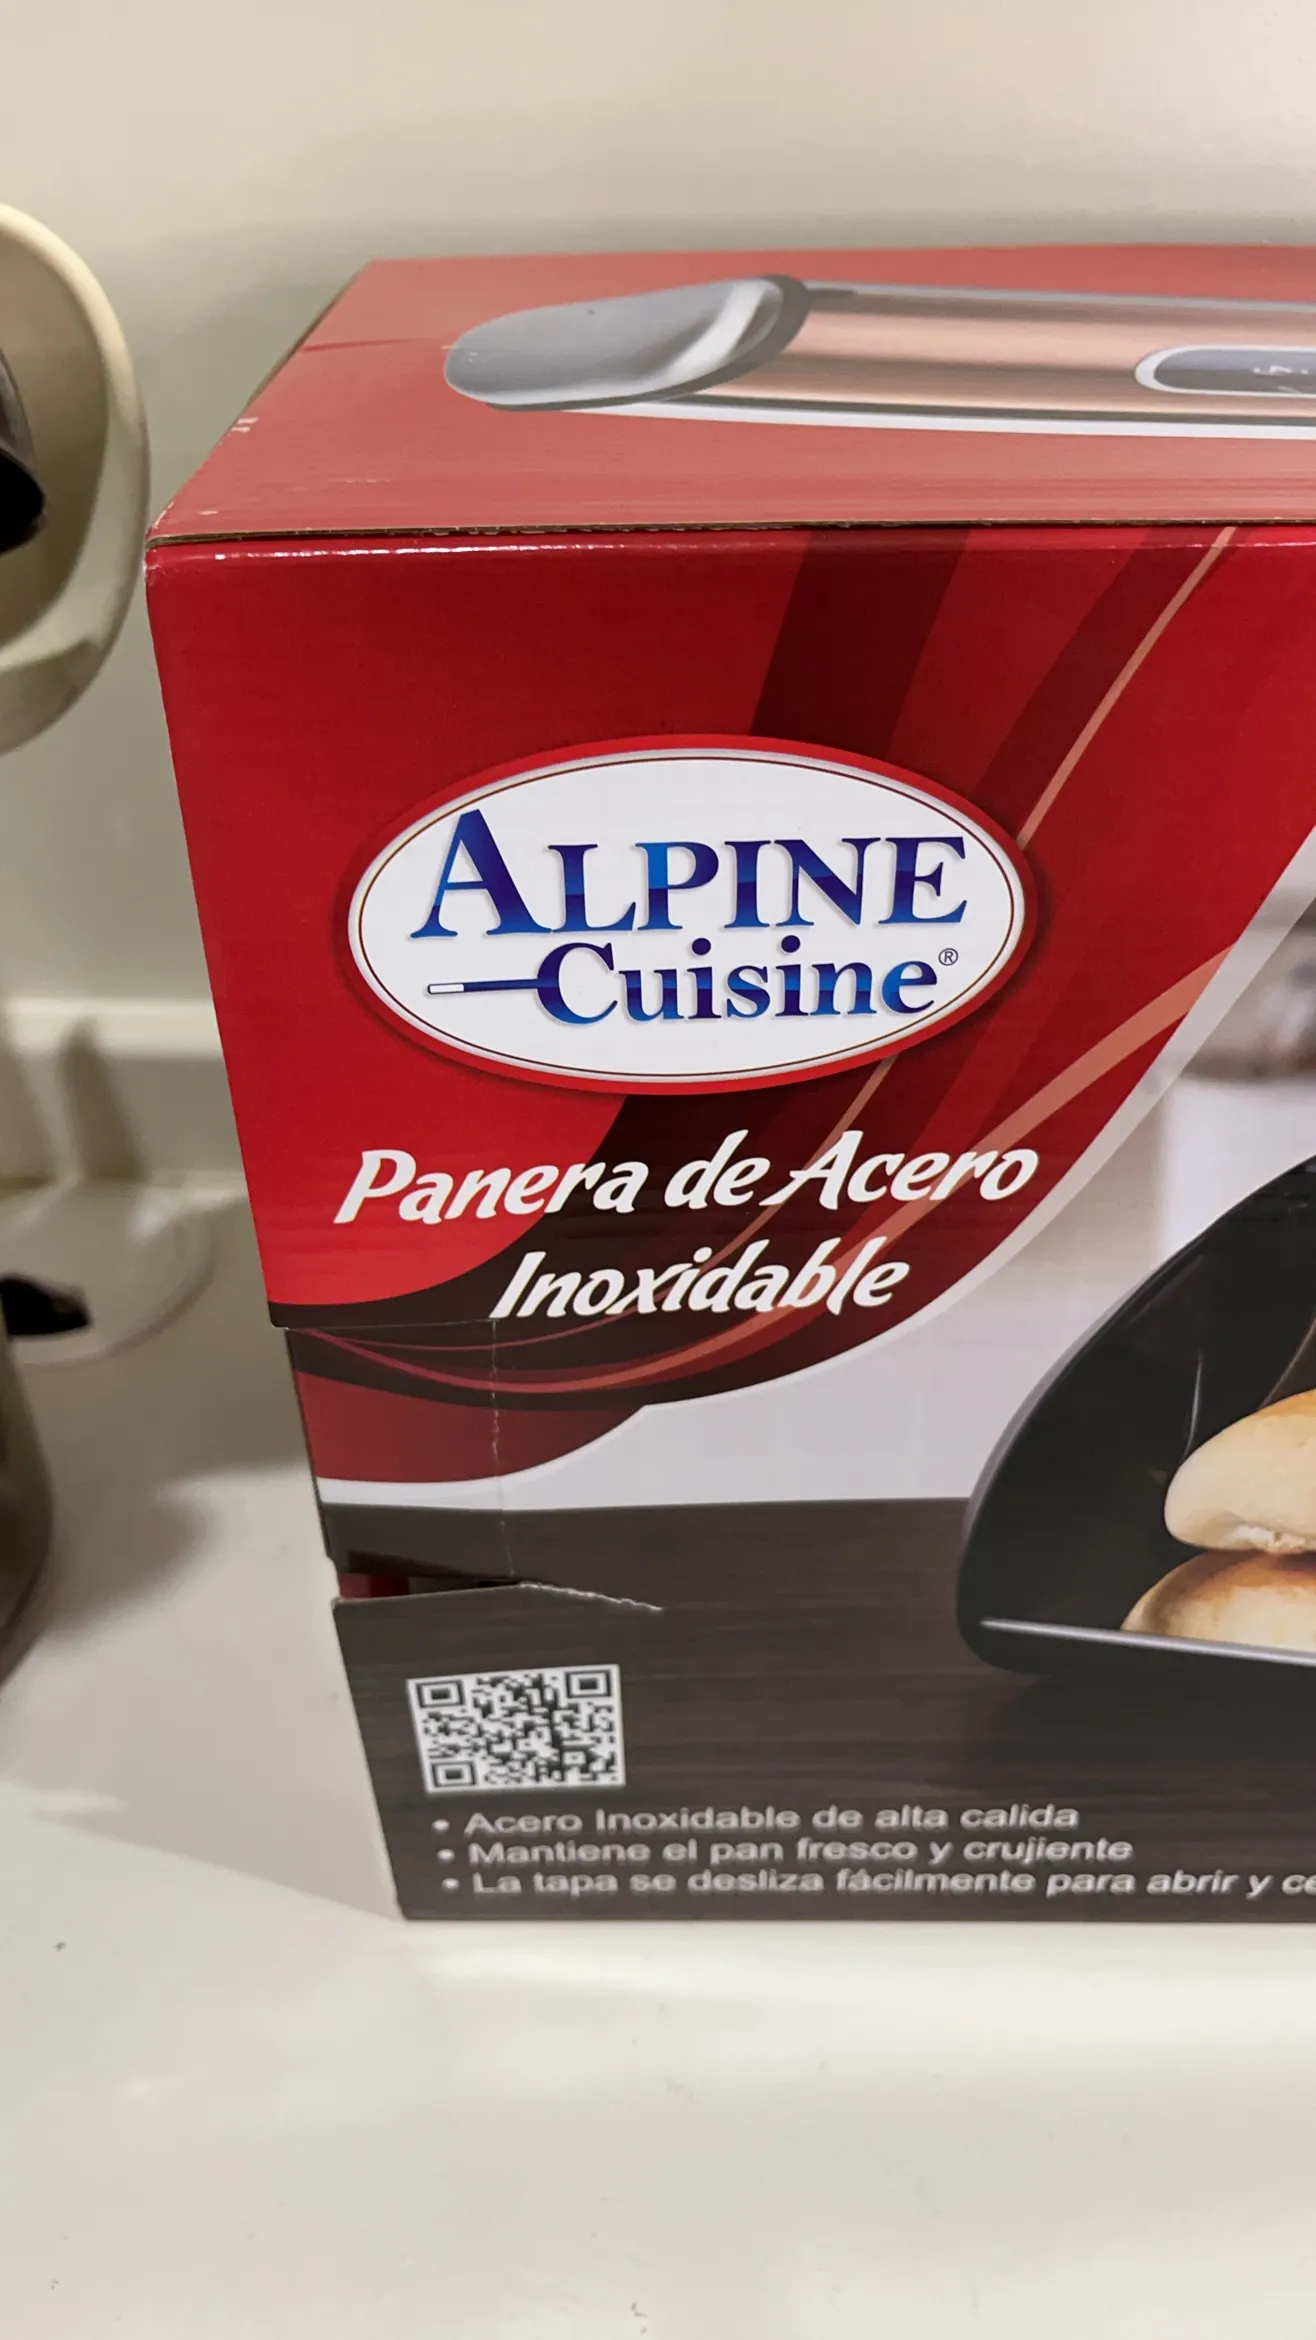 ALPINE
Cuisine®
Panera de Acero
Inoxidable
• Acero Inoxidable de alta calida
• Mantiene el pan fresco y crujiente
• La tapa se desliza fácilmente para abrir y ce